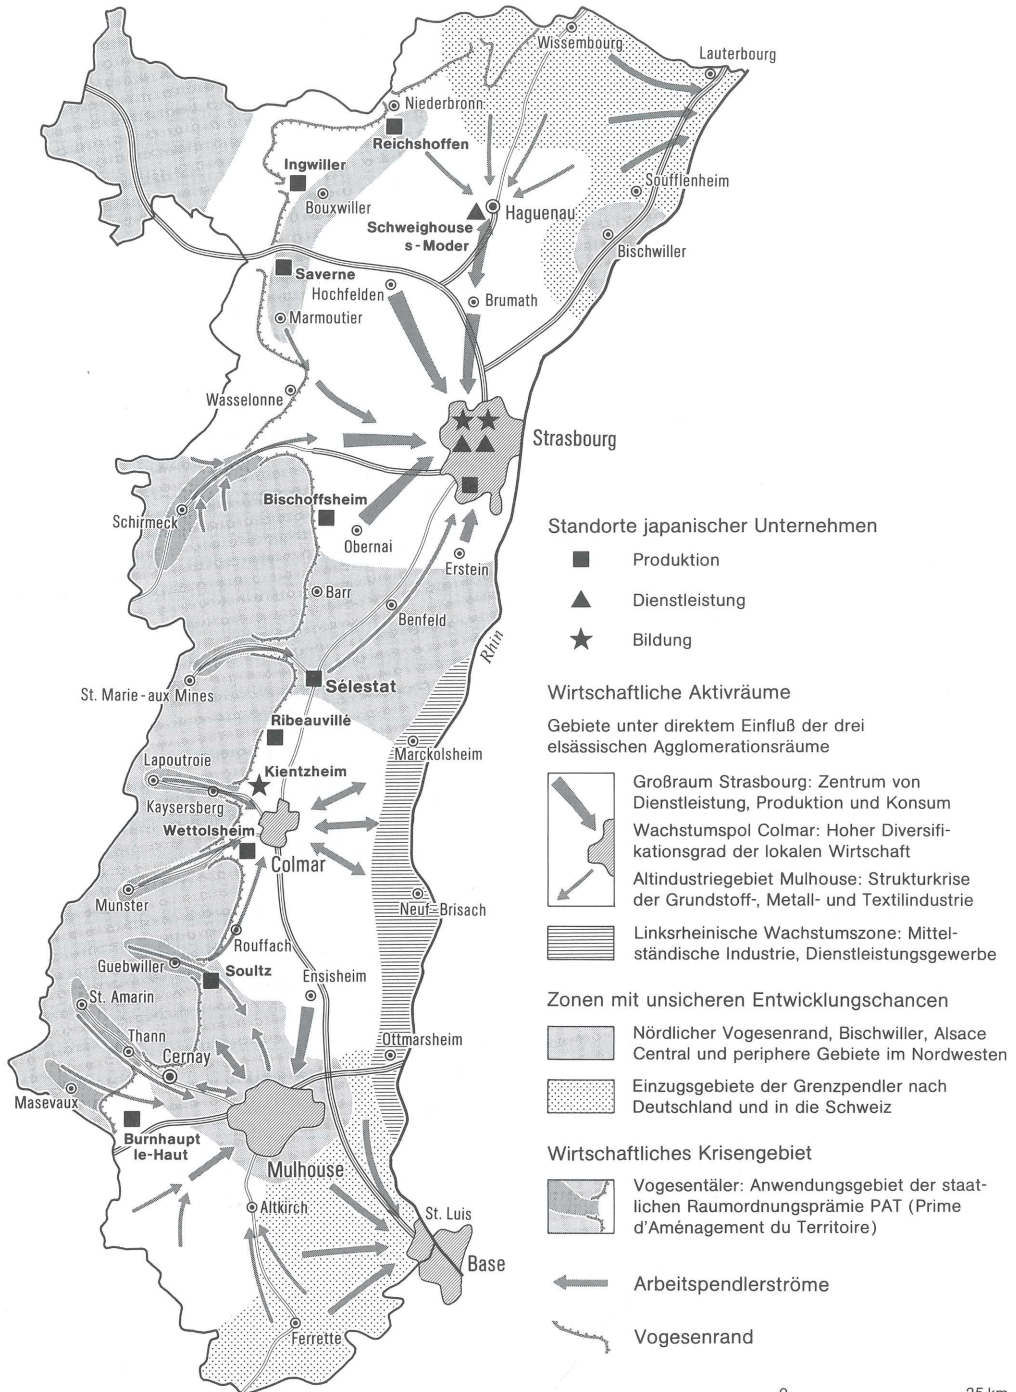 Wissembourg
Lauterbourg
Niederbronn
Reichshoffen
Ingwiller
Bouxwiller
Soufflenheim
Haguenau
Schweighouse
s-Moder
Bischwiller
Saverne
Hochfelden
Brumath
Marmoutier
Wasselonne
Strasbourg
Schirmeck
Bischoffsheim
Obernai
Erstein
Barr
Benfeld
Rhin
St. Marie-aux Mines
Sélestat
Ribeauvillé
Marckolsheim
Lapoutroie
Kientzheim
Kaysersberg
Wettolsheim
Colmar
Munster
Neuf-Brisach
Rouffach
Guebwiller
Soultz
Ensisheim
St. Amarin
Thann
Cernay
Ottmarsheim
Masevaux
Burnhaupt
le-Haut
Mulhouse
Altkirch
St. Luis
Base
Ferrette
Standorte japanischer Unternehmen
Produktion
Dienstleistung
Bildung
Wirtschaftliche Aktivräume
Gebiete unter direktem Einfluß der drei
elsässischen Agglomerationsräume
Großraum Strasbourg: Zentrum von
Dienstleistung, Produktion und Konsum
Wachstumspol Colmar: Hoher Diversifi-
kationsgrad der lokalen Wirtschaft
Altindustriegebiet Mulhouse: Strukturkrise
der Grundstoff-, Metall- und Textilindustrie
Linksrheinische Wachstumszone: Mittel-
ständische Industrie, Dienstleistungsgewerbe
Zonen mit unsicheren Entwicklungschancen
Nördlicher Vogesenrand, Bischwiller, Alsace
Central und periphere Gebiete im Nordwesten
Einzugsgebiete der Grenzpendler nach
Deutschland und in die Schweiz
Wirtschaftliches Krisengebiet
Vogesentäler: Anwendungsgebiet der staat-
lichen Raumordnungsprämie PAT (Prime
d'Aménagement du Territoire)
Arbeitspendlerströme
Vogesenrand
0 25 km